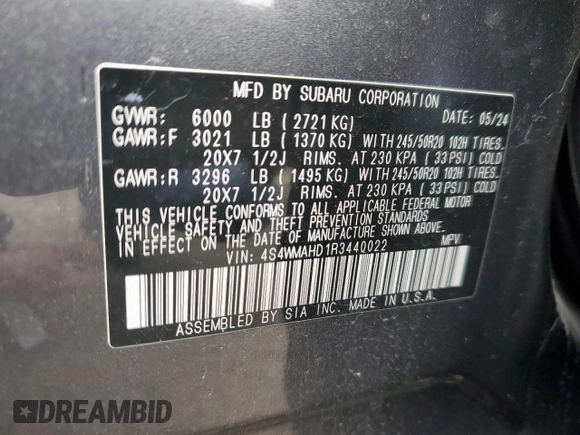 MFD BY SUBARU CORPORATION
GVWR: 6000 LB (2721 KG) DATE: 05/24
GAWR:F 3021 LB (1370 KG) WITH 245/50R20 102H TIRES.
20X7 1/2J RIMS. AT 230 KPA (33 PSI) COLD
GAWR:R 3296 LB (1495 KG) WITH 245/50R20 102H TIRES.
20X7 1/2J RIMS. AT 230 KPA (33 PSI) COLD
THIS VEHICLE CONFORMS TO ALL APPLICABLE FEDERAL MOTOR
VEHICLE SAFETY AND THEFT PREVENTION STANDARDS
IN EFFECT ON THE DATE OF MANUFACTURE SHOWN ABOVE.
VIN: 4S4WMAHD1R3440022 MPV
ASSEMBLED BY SIA INC. MADE IN U.S.A.
DREAMBID